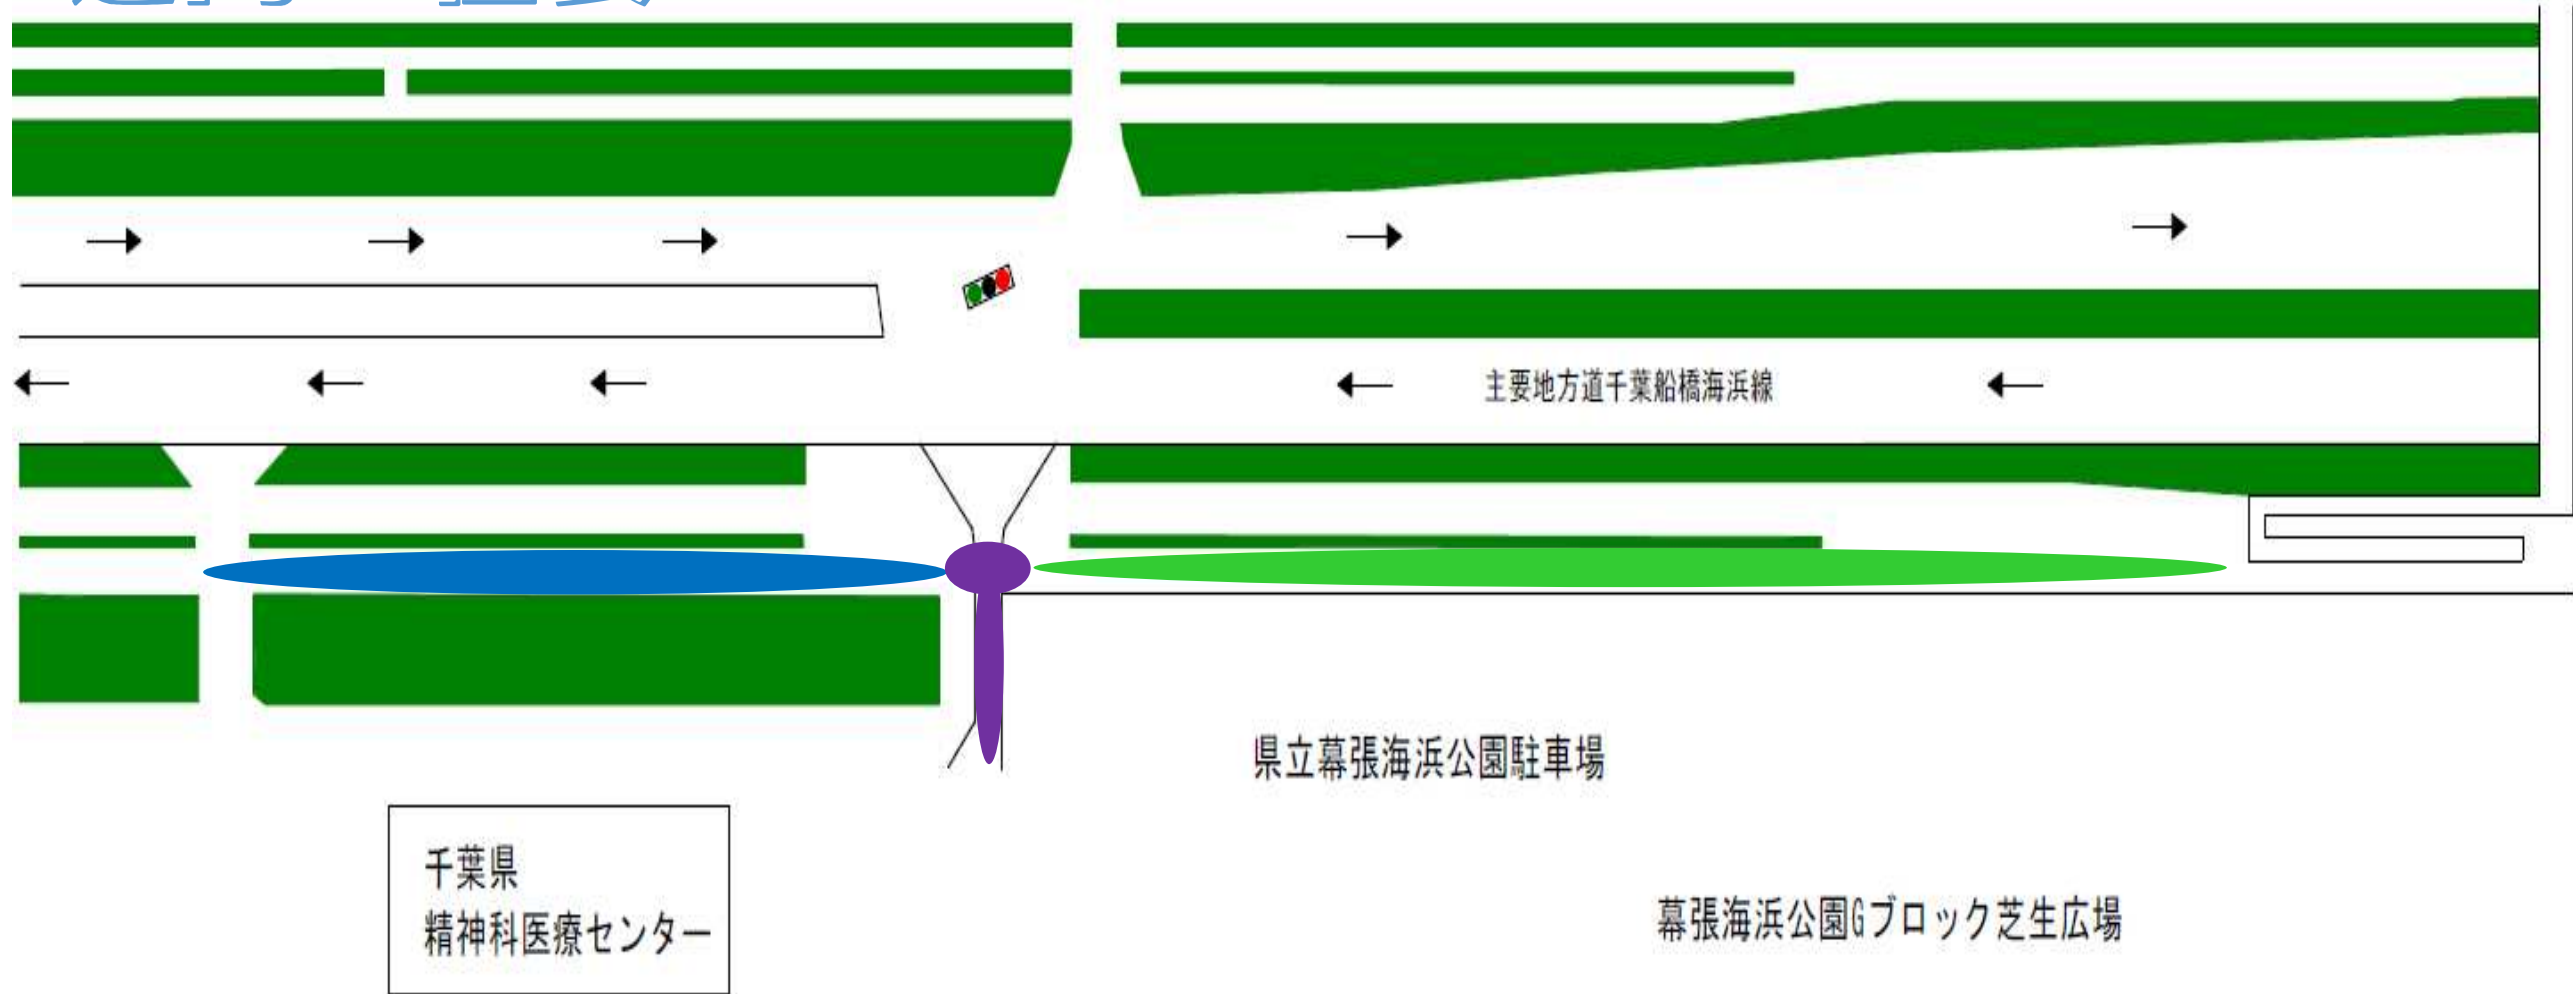 主要地方道千葉船橋海浜線
県立幕張海浜公園駐車場
千葉県
精神科医療センター
幕張海浜公園Gブロック芝生広場